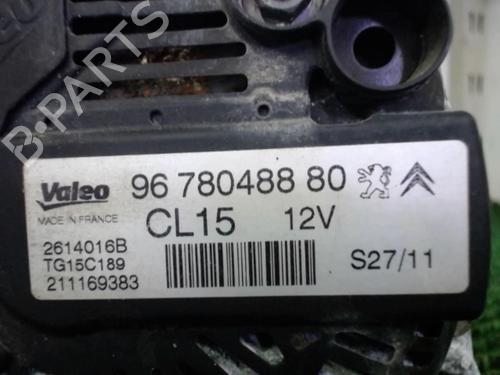 B-PARTS
Valeo 96 780488 80
MADE IN FRANCE
CL15 12V
2614016B
TG15C189
211169383
S27/11